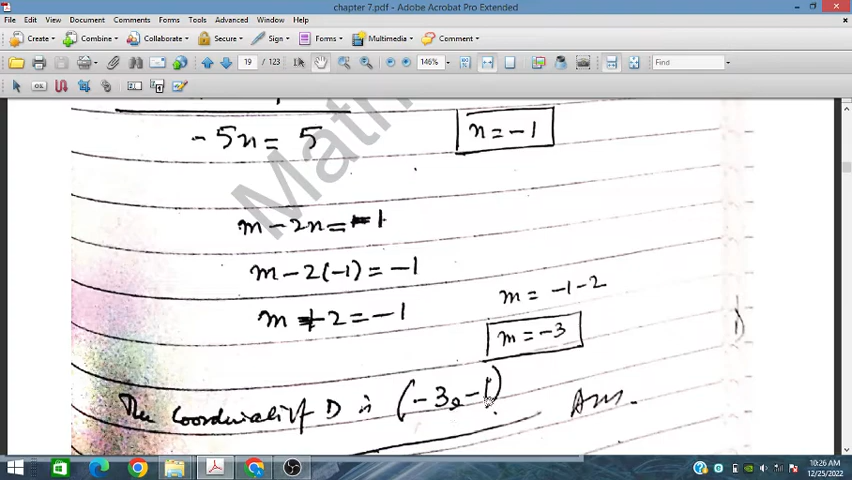 chapter 7.pdf - Adobe Acrobat Pro Extended
File Edit View Document Comments Forms Tools Advanced Window Help
Create Combine Collaborate Secure Sign Forms Multimedia Comment
19 / 123 146% Find
-5n = 5 n = -1
Math
m - 2n = -1
m - 2(-1) = -1
m + 2 = -1 m = -1 - 2
m = -3
The Coordinate of D is (-3, -1) Ans.
10:26 AM
12/25/2022